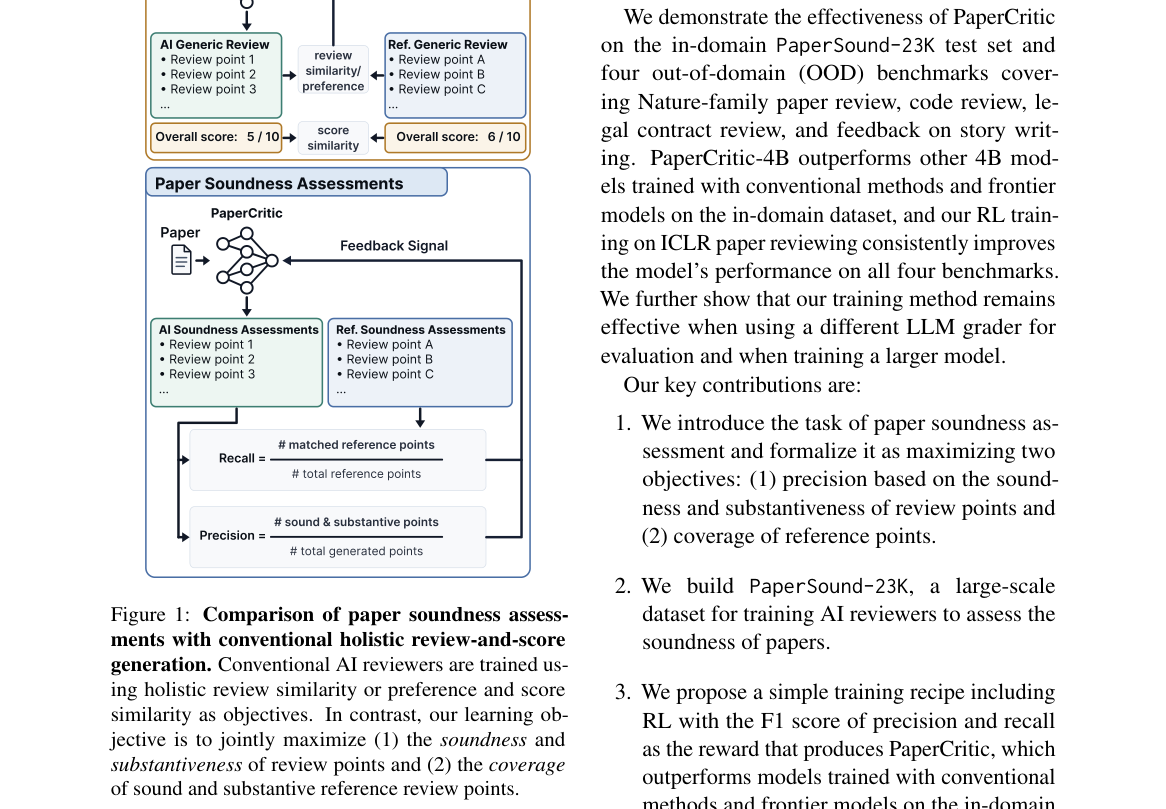 AI Generic Review
• Review point 1
• Review point 2
• Review point 3
...
review
similarity/
preference
Ref. Generic Review
• Review point A
• Review point B
• Review point C
...
Overall score: 5 / 10
score
similarity
Overall score: 6 / 10
Paper Soundness Assessments
PaperCritic
Paper
Feedback Signal
AI Soundness Assessments
• Review point 1
• Review point 2
• Review point 3
...
Ref. Soundness Assessments
• Review point A
• Review point B
• Review point C
...
Recall =
# matched reference points
# total reference points
Precision =
# sound & substantive points
# total generated points
Figure 1: Comparison of paper soundness assess-
ments with conventional holistic review-and-score
generation. Conventional AI reviewers are trained us-
ing holistic review similarity or preference and score
similarity as objectives. In contrast, our learning ob-
jective is to jointly maximize (1) the soundness and
substantiveness of review points and (2) the coverage
of sound and substantive reference review points.
We demonstrate the effectiveness of PaperCritic
on the in-domain PaperSound-23K test set and
four out-of-domain (OOD) benchmarks cover-
ing Nature-family paper review, code review, le-
gal contract review, and feedback on story writ-
ing. PaperCritic-4B outperforms other 4B mod-
els trained with conventional methods and frontier
models on the in-domain dataset, and our RL train-
ing on ICLR paper reviewing consistently improves
the model's performance on all four benchmarks.
We further show that our training method remains
effective when using a different LLM grader for
evaluation and when training a larger model.
Our key contributions are:
1. We introduce the task of paper soundness as-
sessment and formalize it as maximizing two
objectives: (1) precision based on the sound-
ness and substantiveness of review points and
(2) coverage of reference points.
2. We build PaperSound-23K, a large-scale
dataset for training AI reviewers to assess the
soundness of papers.
3. We propose a simple training recipe including
RL with the F1 score of precision and recall
as the reward that produces PaperCritic, which
outperforms models trained with conventional
methods and frontier models on the in-domain